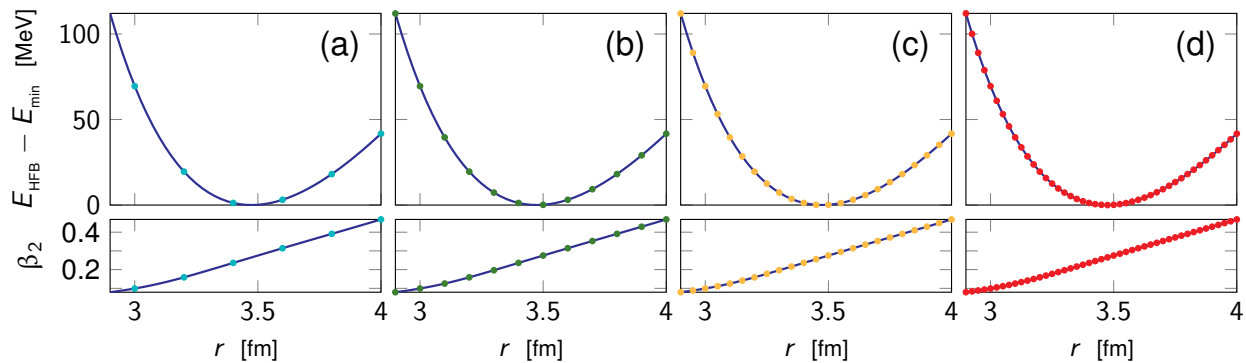 E_HFB − E_min [MeV]
100
50
0
(a)
(b)
(c)
(d)
β₂
0.4
0.2
3 3.5 4
3 3.5 4
3 3.5 4
3 3.5 4
r [fm]
r [fm]
r [fm]
r [fm]